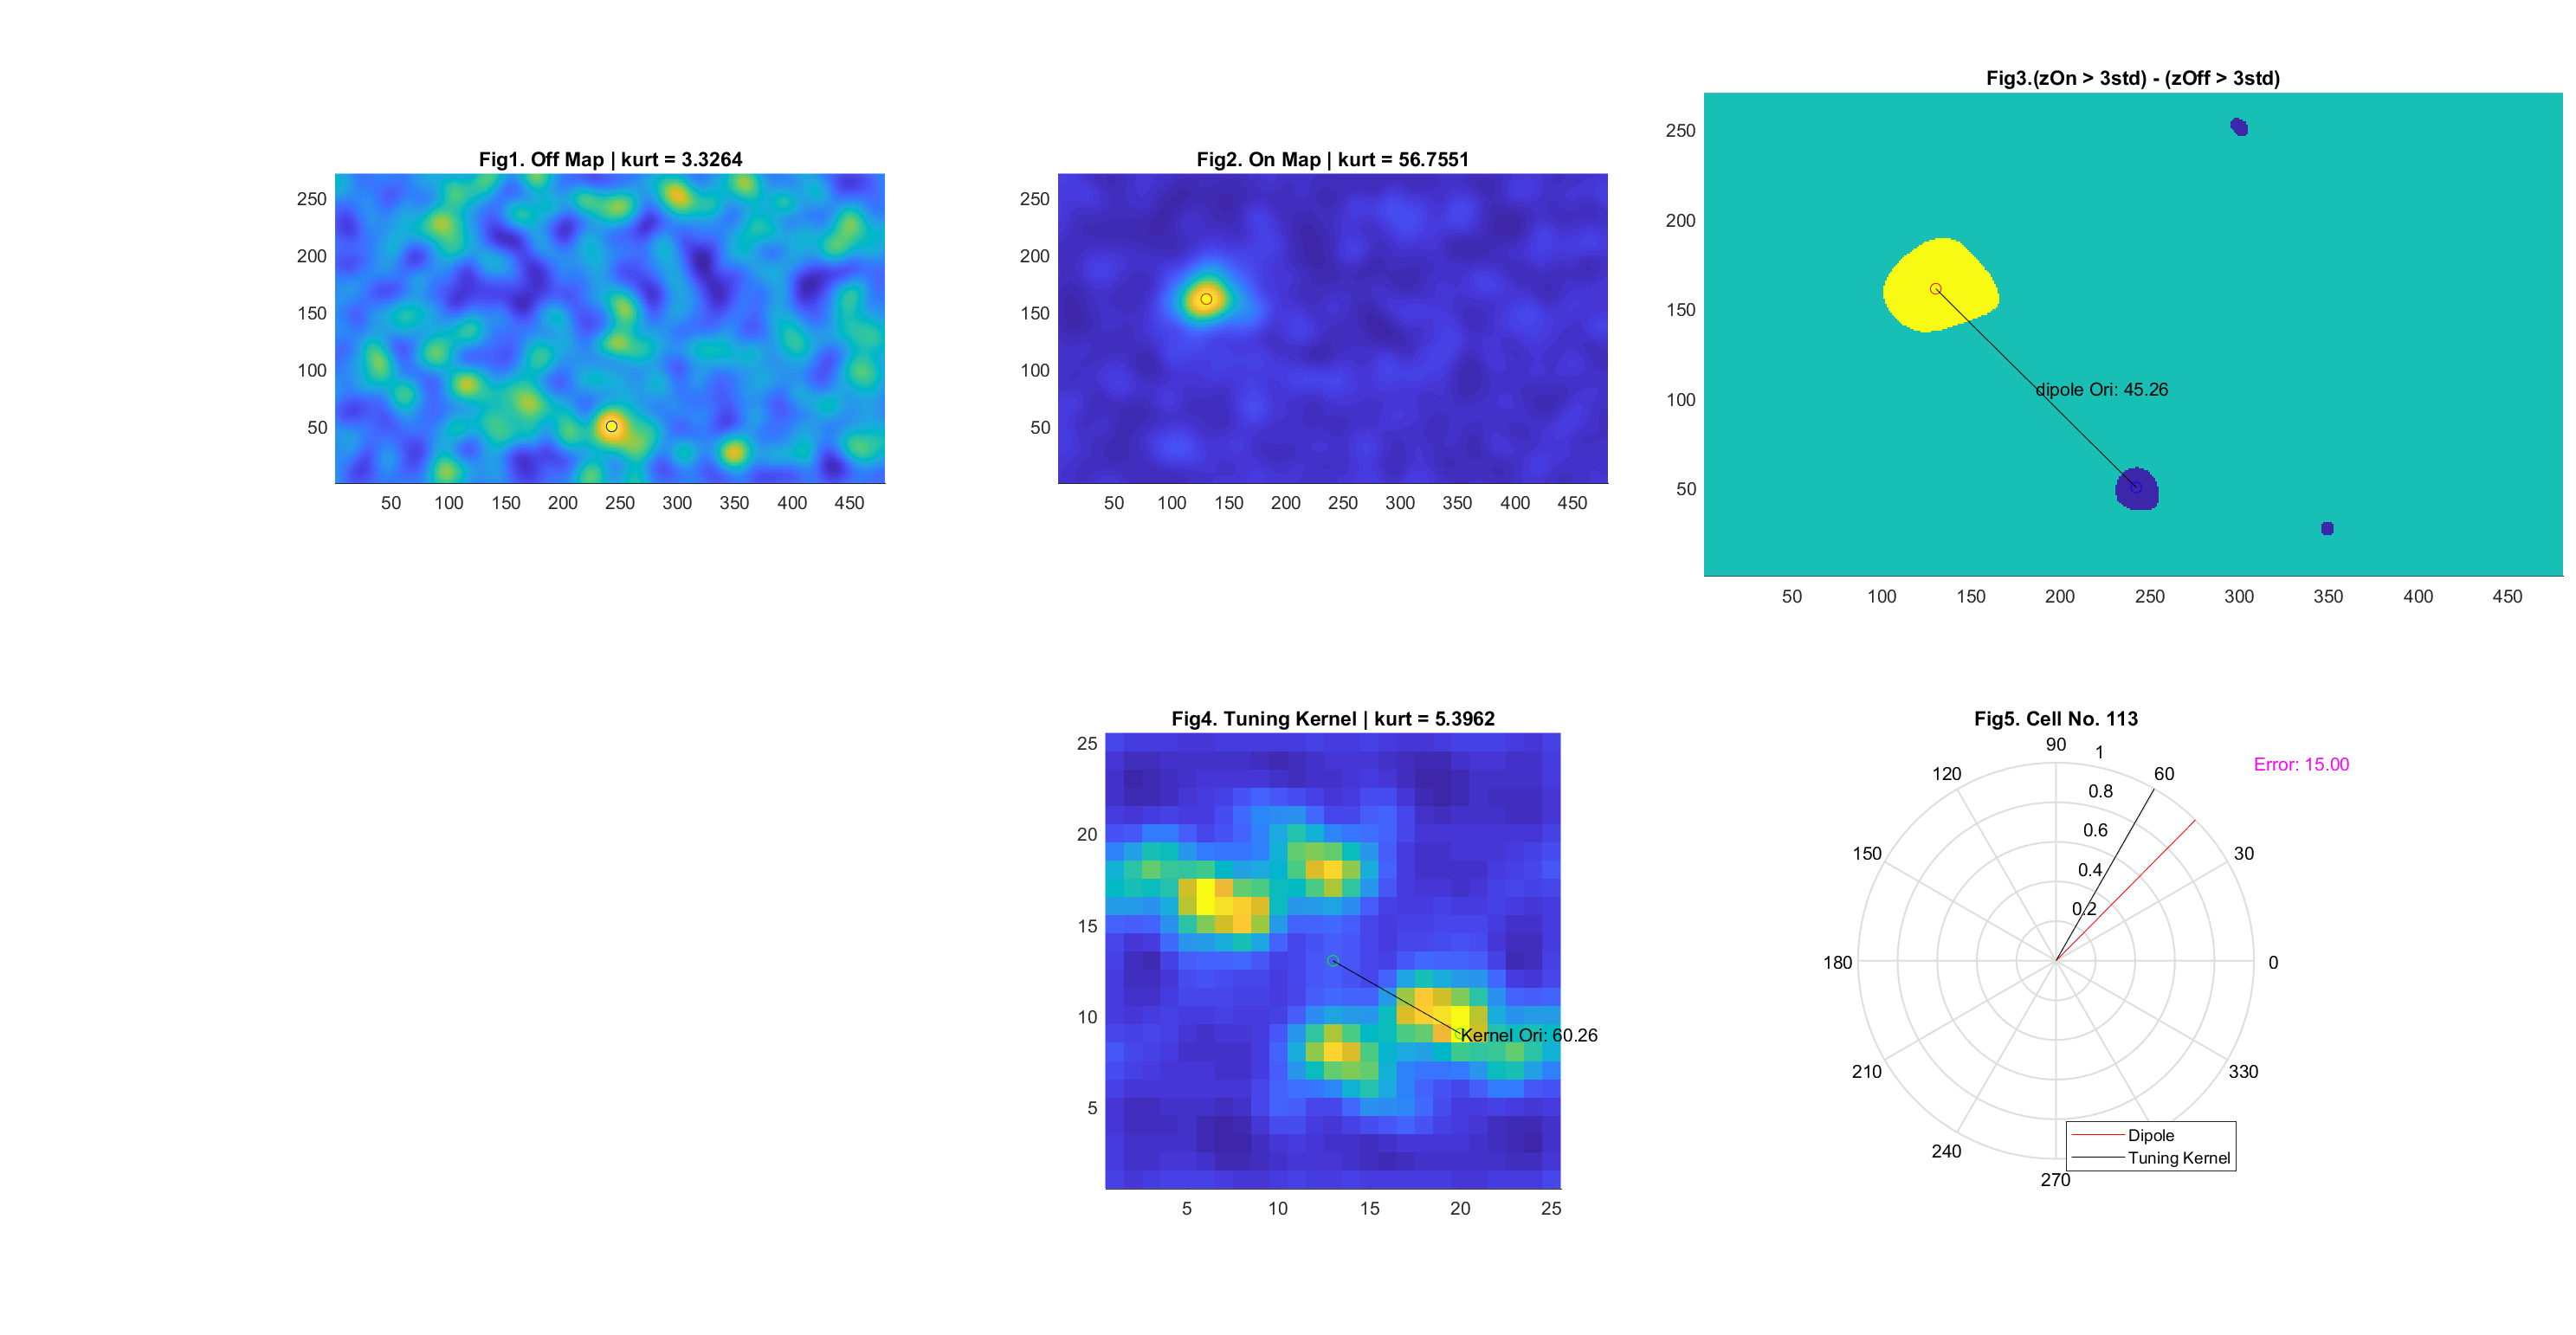 Fig1. Off Map | kurt = 3.3264
250
200
150
100
50
50 100 150 200 250 300 350 400 450
Fig2. On Map | kurt = 56.7551
250
200
150
100
50
50 100 150 200 250 300 350 400 450
Fig3.(zOn > 3std) - (zOff > 3std)
250
200
150
100
50
dipole Ori: 45.26
50 100 150 200 250 300 350 400 450
Fig4. Tuning Kernel | kurt = 5.3962
25
20
15
10
5
Kernel Ori: 60.26
5 10 15 20 25
Fig5. Cell No. 113
Error: 15.00
90
1
120
60
0.8
0.6
150
30
0.4
0.2
180
0
210
330
240
270
Dipole
Tuning Kernel